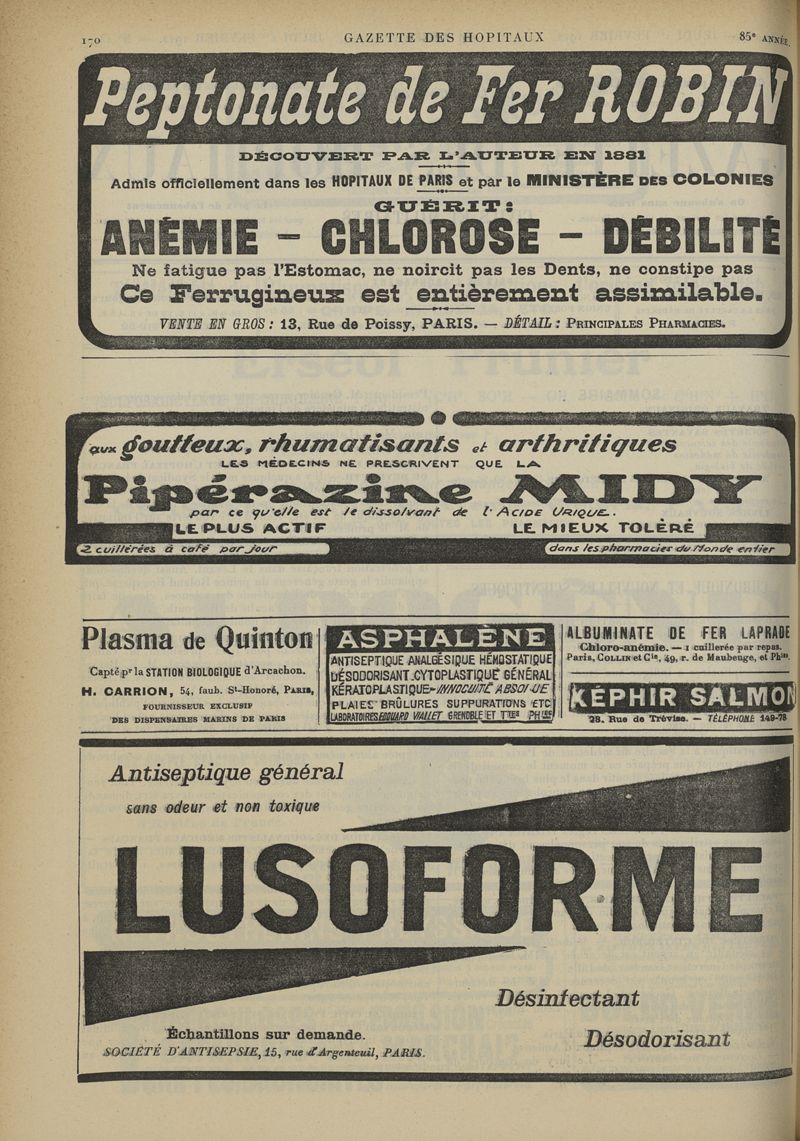 170
GAZETTE DES HOPITAUX
85e ANNÉE.
Peptonate de Fer ROBIN
DÉCOUVERT PAR L'AUTEUR EN 1881
Admis officiellement dans les HOPITAUX DE PARIS et par le MINISTÈRE DES COLONIES
GUÉRIT:
ANÉMIE - CHLOROSE - DÉBILITÉ
Ne fatigue pas l'Estomac, ne noircit pas les Dents, ne constipe pas
Ce Ferrugineux est entièrement assimilable.
VENTE EN GROS : 13, Rue de Poissy, PARIS. — DÉTAIL : PRINCIPALES PHARMACIES.
aux goutteux, rhumatisants et arthritiques
LES MÉDECINS NE PRESCRIVENT QUE LA
Pipérazine MIDY
par ce qu'elle est le dissolvant de l'ACIDE URIQUE..
LE PLUS ACTIF
LE MIEUX TOLÉRÉ
2 cuillérées à café par Jour
dans les pharmacies du Monde entier
Plasma de Quinton
Capté pr la STATION BIOLOGIQUE d'Arcachon.
H. CARRION, 54, faub. St-Honoré, PARIS,
FOURNISSEUR EXCLUSIF
DES DISPENSAIRES MARINS DE PARIS
ASPHALÈNE
ANTISEPTIQUE ANALGÉSIQUE HÉMOSTATIQUE
DÉSODORISANT.CYTOPLASTIQUE GÉNÉRAL
KÉRATOPLASTIQUE-INNOCUITÉ ABSOLUE
PLAIES BRÛLURES SUPPURATIONS ETC
LABORATOIRES EDOUARD VIALLET GRENOBLE ET TTES PHIES
ALBUMINATE DE FER LAPRADE
Chloro-anémie. — 1 cuillerée par repas.
Paris, COLLIN et Cie, 49, r. de Maubeuge, et Phies.
KÉPHIR SALMON
28, Rue de Trévise. — TÉLÉPHONE 149-78
Antiseptique général
sans odeur et non toxique
LUSOFORME
Désinfectant
Échantillons sur demande.
Désodorisant
SOCIÉTÉ D'ANTISEPSIE, 15, rue d'Argenteuil, PARIS.